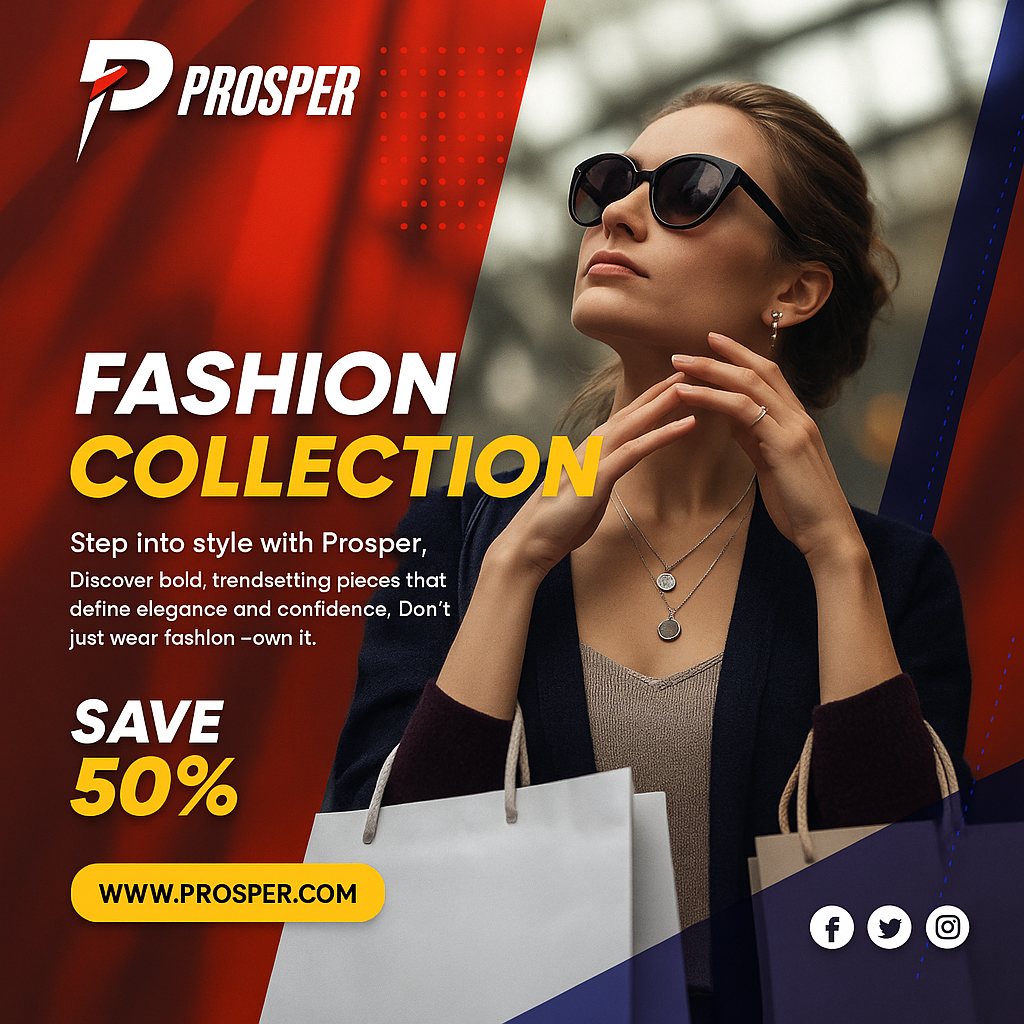 PROSPER
FASHION
COLLECTION
Step into style with Prosper,
Discover bold, trendsetting pieces that
define elegance and confidence, Don't
just wear fashlon –own it.
SAVE
50%
WWW.PROSPER.COM